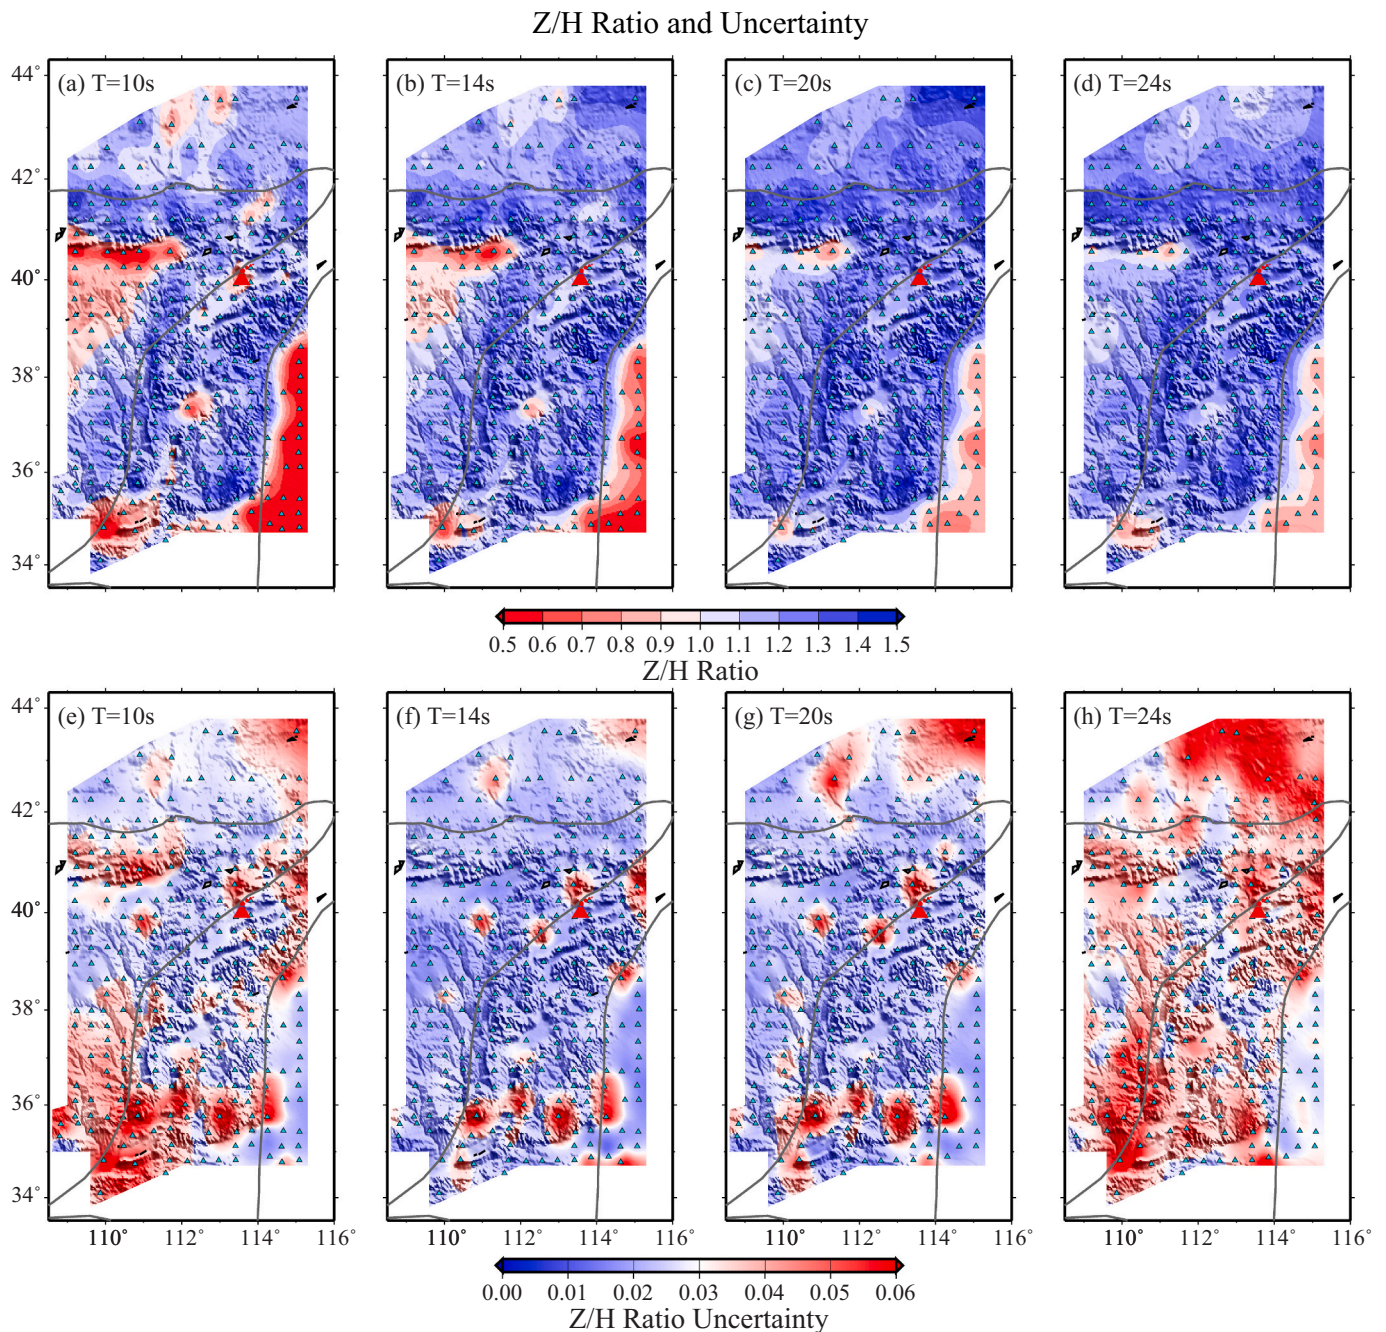 Z/H Ratio and Uncertainty
(a) T=10s
(b) T=14s
(c) T=20s
(d) T=24s
44°
42°
40°
38°
36°
34°
0.5 0.6 0.7 0.8 0.9 1.0 1.1 1.2 1.3 1.4 1.5
Z/H Ratio
(e) T=10s
(f) T=14s
(g) T=20s
(h) T=24s
44°
42°
40°
38°
36°
34°
110° 112° 114° 116° 110° 112° 114° 116° 110° 112° 114° 116° 110° 112° 114° 116°
0.00 0.01 0.02 0.03 0.04 0.05 0.06
Z/H Ratio Uncertainty